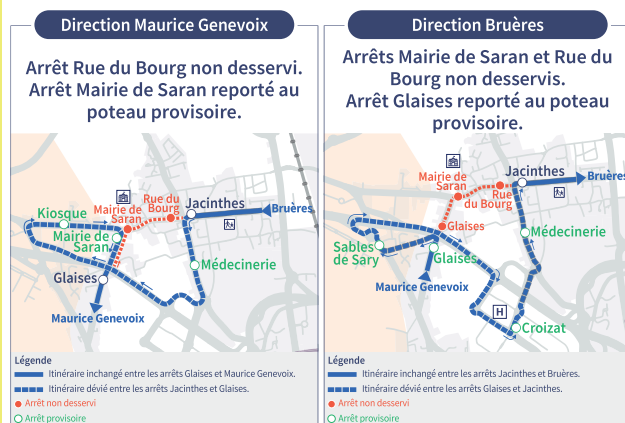 Direction Maurice Genevoix
Arrêt Rue du Bourg non desservi.
Arrêt Mairie de Saran reporté au
poteau provisoire.
Kiosque
Mairie de
Saran
Rue du
Bourg
Jacinthes
Bruères
Mairie de
Saran
Médecinerie
Glaises
Maurice Genevoix
Légende
Itinéraire inchangé entre les arrêts Glaises et Maurice Genevoix.
Itinéraire dévié entre les arrêts Jacinthes et Glaises.
Arrêt non desservi
Arrêt provisoire
Direction Bruères
Arrêts Mairie de Saran et Rue du
Bourg non desservis.
Arrêt Glaises reporté au poteau
provisoire.
Mairie de
Saran
Jacinthes
Bruères
Rue
du Bourg
Glaises
Médecinerie
Sables
de Sary
Glaises
Maurice Genevoix
H
Croizat
Légende
Itinéraire inchangé entre les arrêts Jacinthes et Bruères.
Itinéraire dévié entre les arrêts Glaises et Jacinthes.
Arrêt non desservi
Arrêt provisoire